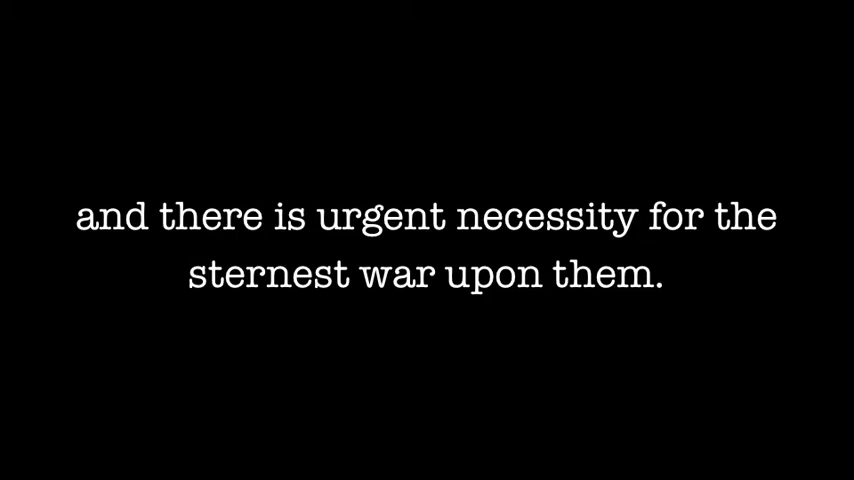 and there is urgent necessity for the
sternest war upon them.